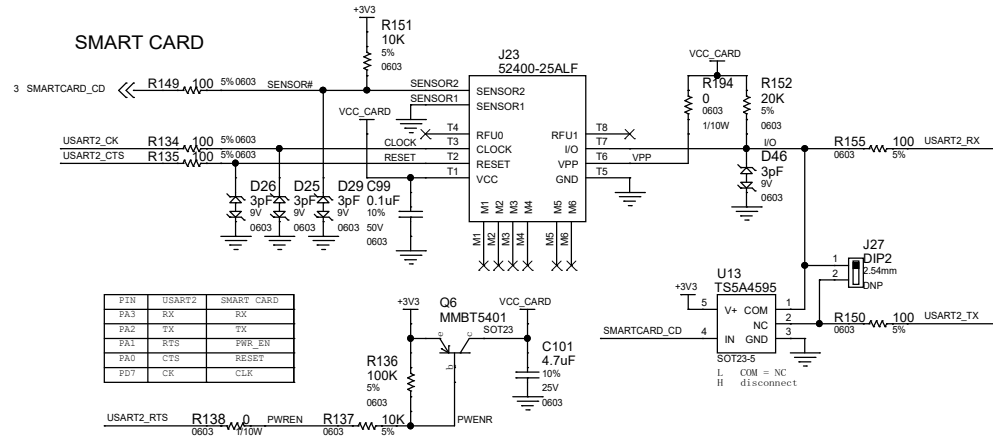 SMART CARD
+3V3
R151
10K
5%
0603
J23
52400-25ALF
3 SMARTCARD_CD
R149 100 5% 0603
SENSOR#
SENSOR2
SENSOR1
SENSOR2
SENSOR1
VCC_CARD
USART2_CK
R134 100 5% 0603
CLOCK
USART2_CTS
R135 100 5% 0603
RESET
T4
T3
T2
T1
RFU0
CLOCK
RESET
VCC
RFU1
I/O
VPP
GND
T8
T7
T6
T5
VPP
M1 M2 M3 M4 M5 M6
M1 M2 M3 M4 M5 M6
D26
3pF
9V
0603
D25
3pF
9V
0603
D29
3pF
9V
0603
C99
0.1uF
10%
50V
0603
VCC_CARD
R194
0
0603
1/10W
R152
20K
5%
0603
I/O
R155 100 USART2_RX
0603 5%
D46
3pF
9V
0603
J27
DIP2
2.54mm
DNP
1
2
U13
TS5A4595
+3V3
5 V+ COM 1
NC 2
SMARTCARD_CD 4 IN GND 3
SOT23-5
L COM = NC
H disconnect
R150 100 USART2_TX
0603 5%
PIN USART2 SMART CARD
PA3 RX RX
PA2 TX TX
PA1 RTS PWR_EN
PA0 CTS RESET
PD7 CK CLK
+3V3
Q6
MMBT5401
SOT23
e c
b
VCC_CARD
R136
100K
5%
0603
C101
4.7uF
10%
25V
0603
USART2_RTS
R138 0
0603 1/10W
PWREN
R137 10K
0603 5%
PWENR